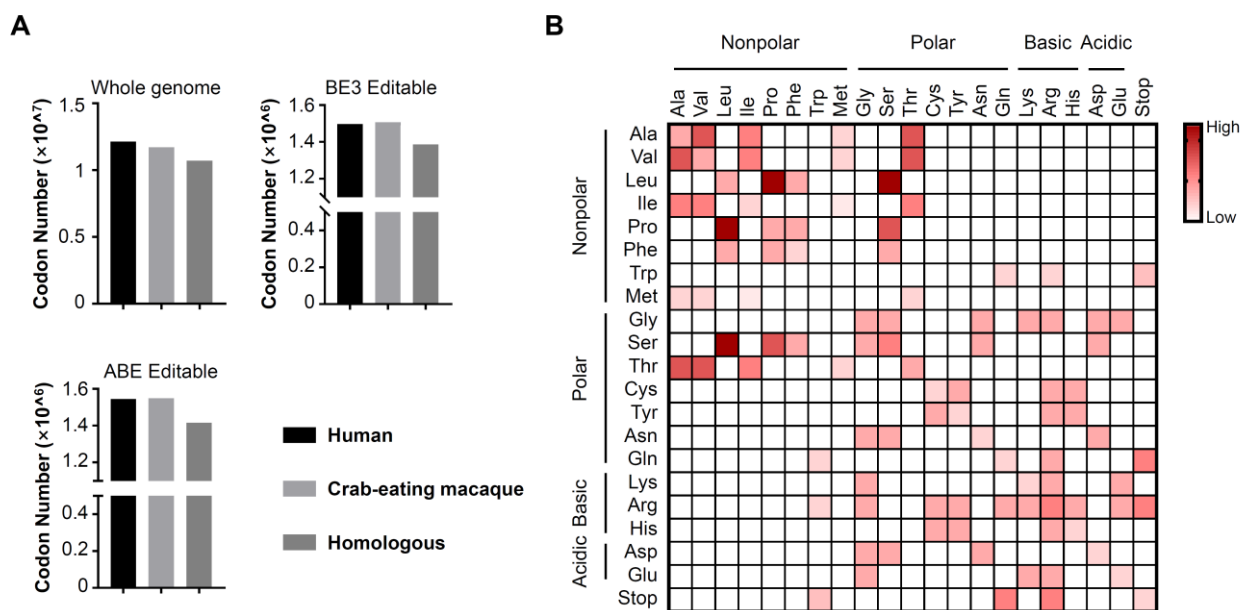 A
Whole genome
Codon Number (×10^7)
1.5
1
0.5
0
BE3 Editable
Codon Number (×10^6)
1.6
1.4
1.2
0.4
0.2
0
ABE Editable
Codon Number (×10^6)
1.6
1.4
1.2
0.4
0.2
0
Human
Crab-eating macaque
Homologous
B
Nonpolar Polar Basic Acidic
Ala Val Leu Ile Pro Phe Trp Met Gly Ser Thr Cys Tyr Asn Gln Lys Arg His Asp Glu Stop
Nonpolar
Ala
Val
Leu
Ile
Pro
Phe
Trp
Met
Polar
Gly
Ser
Thr
Cys
Tyr
Asn
Gln
Basic
Lys
Arg
His
Acidic
Asp
Glu
Stop
High
Low